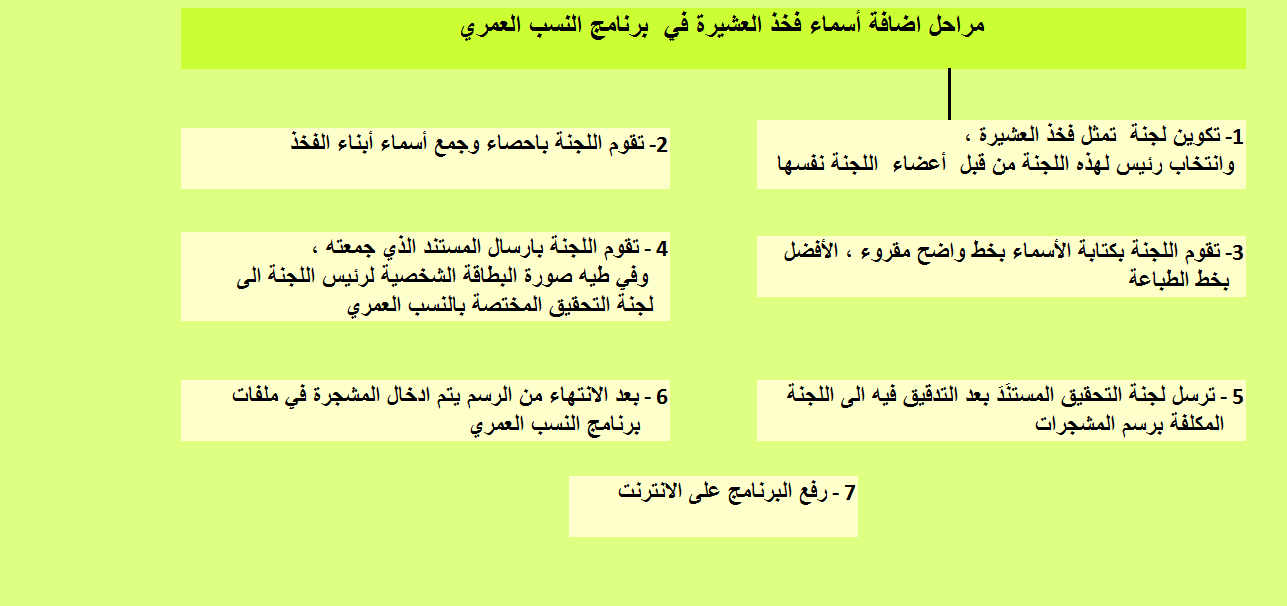 مراحل اضافة أسماء فخذ العشيرة في برنامج النسب العمري
1- تكوين لجنة تمثل فخذ العشيرة ،
وانتخاب رئيس لهذه اللجنة من قبل أعضاء اللجنة نفسها
2- تقوم اللجنة باحصاء وجمع أسماء أبناء الفخذ
3- تقوم اللجنة بكتابة الأسماء بخط واضح مقروء ، الأفضل
بخط الطباعة
4 - تقوم اللجنة بارسال المستند الذي جمعته ،
وفي طيه صورة البطاقة الشخصية لرئيس اللجنة الى
لجنة التحقيق المختصة بالنسب العمري
5 - ترسل لجنة التحقيق المستنَدَ بعد التدقيق فيه الى اللجنة
المكلفة برسم المشجرات
6 - بعد الانتهاء من الرسم يتم ادخال المشجرة في ملفات
برنامج النسب العمري
7 - رفع البرنامج على الانترنت